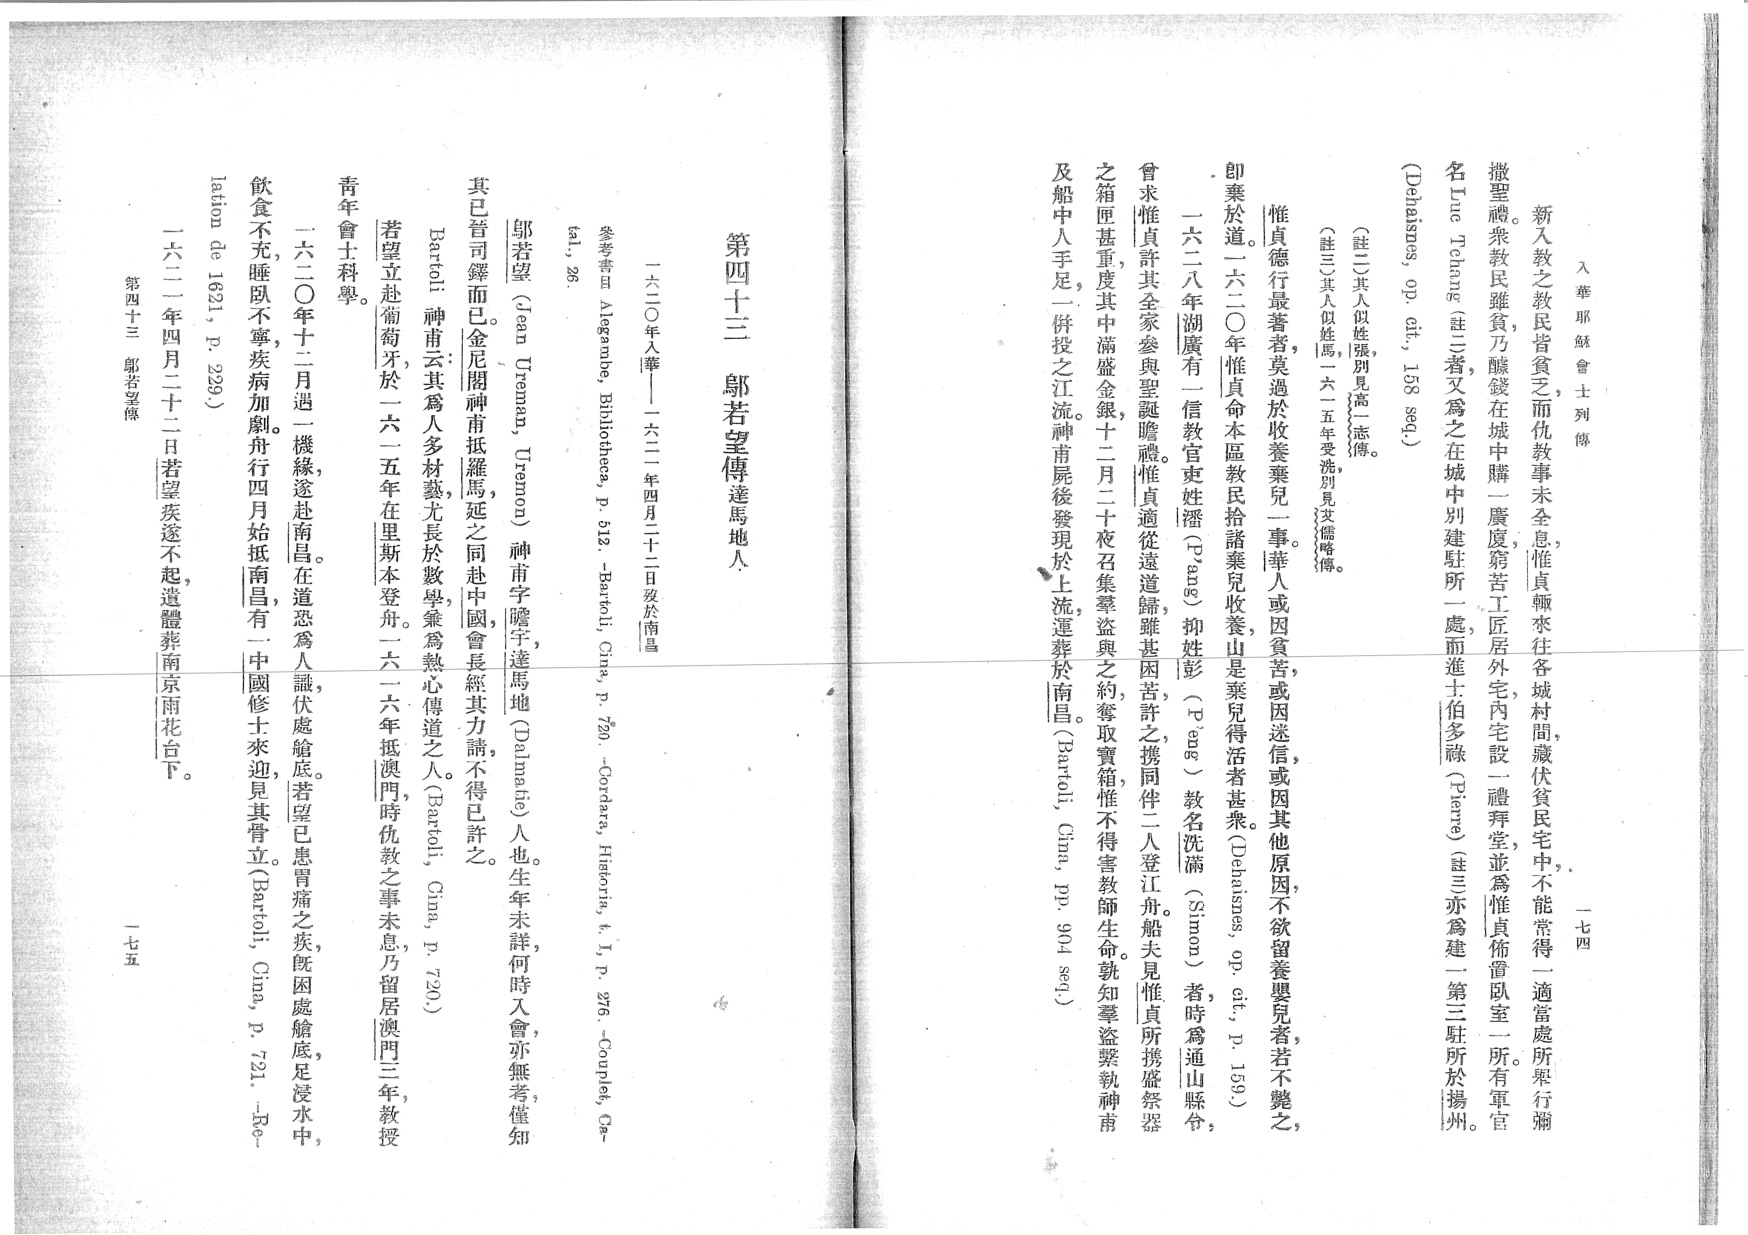 入華耶穌會士列傳
一七四
新入教之教民皆貧乏，而仇教事未全息，惟貞輒來往各城村間，藏伏貧民宅中，不能常得一適當處所舉行彌
撒聖禮。衆教民雖貧，乃醵錢在城中購一廣廈，窮苦工匠居外宅，內宅設一禮拜堂，並爲惟貞佈置臥室一所。有軍官
名Luc Tchang（註二）者，又爲之在城中別建駐所一處，而進士伯多祿（Pierre）（註三）亦爲建一第三駐所於揚州。
(Dehaisnes, op. cit., 158 seq.)
（註二）其人似姓張，別見高一志傳。
（註三）其人似姓馬，一六一五年受洗，別見艾儒略傳。
惟貞德行最著者，莫過於收養棄兒一事。華人或因貧苦，或因迷信，或因其他原因，不欲留養嬰兒者，若不斃之，
卽棄於道。一六二〇年惟貞命本區教民拾諸棄兒收養，由是棄兒得活者甚衆。(Dehaisnes, op. cit., p. 159.)
一六二八年湖廣有一信教官吏姓潘（P'ang）抑姓彭（P'eng）教名洗滿（Simon）者，時爲通山縣令，
曾求惟貞許其全家參與聖誕瞻禮。惟貞適從遠道歸，雖甚困苦，許之，攜同伴二人登江舟。船夫見惟貞所攜盛祭器
之箱匣甚重，度其中滿盛金銀，十二月二十夜召集羣盜與之約，奪取寶箱，惟不得害教師生命。孰知羣盜繫執神甫
及船中人手足，一倂投之江流。神甫屍後發現於上流，運葬於南昌。(Bartoli, Cina, pp. 904 seq.)
第四十三　鄔若望傳 達馬地人
一六二〇年入華——一六二一年四月二十二日歿於南昌
參考書目 Alegambe, Bibliotheca, p. 512. –Bartoli, Cina, p. 720. –Cordara, Historia, t. I, p. 276. –Couplet, Ca-
tal., 26.
鄔若望（Jean Ureman, Uremon）神甫字瞻宇，達馬地（Dalmatie）人也。生年未詳，何時入會，亦無考，僅知
其已晉司鐸而已。金尼閣神甫抵羅馬，延之同赴中國，會長經其力請，不得已許之。
Bartoli 神甫云：其爲人多材藝，尤長於數學，兼爲熱心傳道之人。(Bartoli, Cina, p. 720.)
若望立赴葡萄牙，於一六一五年在里斯本登舟。一六一六年抵澳門，時仇教之事未息，乃留居澳門三年，教授
青年會士科學。
一六二〇年十二月遇一機緣，遂赴南昌。在道恐爲人識，伏處艙底。若望已患胃痛之疾，旣困處艙底，足浸水中，
飲食不充，睡臥不寧，疾病加劇。舟行四月始抵南昌，有一中國修士來迎，見其骨立。(Bartoli, Cina, p. 721. –Re-
lation de 1621, p. 229.)
一六二一年四月二十二日若望疾遂不起，遺體葬南京雨花台下。
第四十三　鄔若望傳
一七五